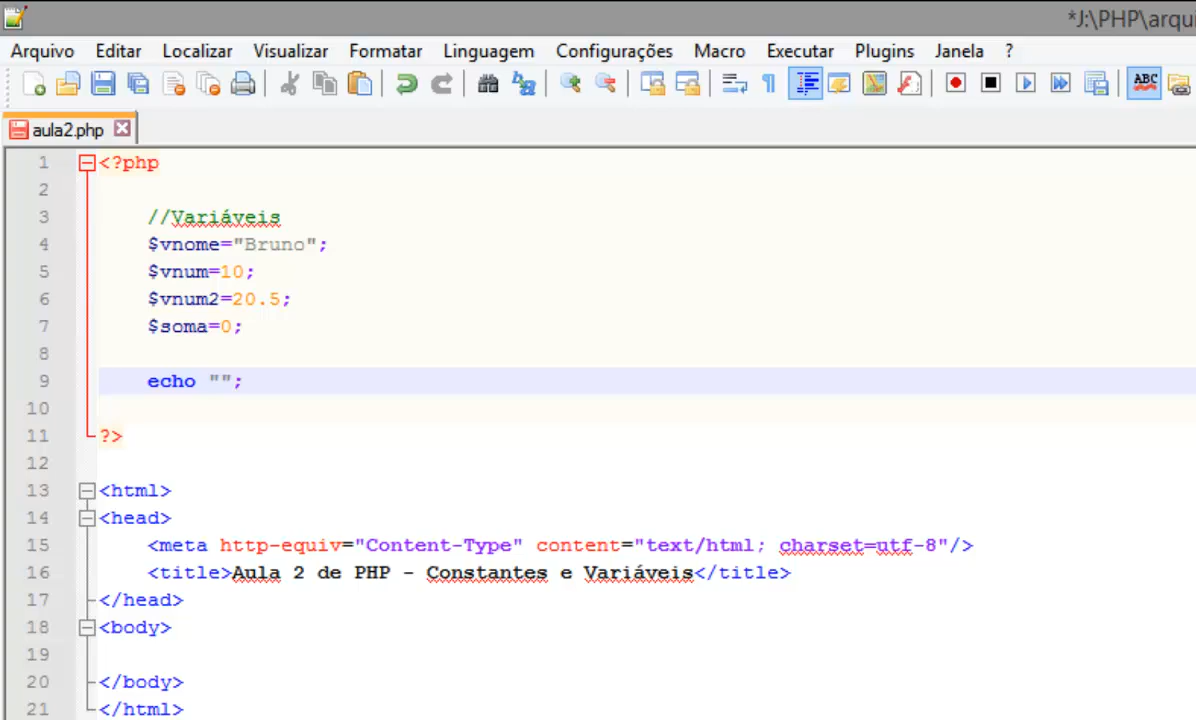 *J:\PHP\arqui
Arquivo Editar Localizar Visualizar Formatar Linguagem Configurações Macro Executar Plugins Janela ?
ABC
aula2.php
1 <?php
2
3 //Variáveis
4 $vnome="Bruno";
5 $vnum=10;
6 $vnum2=20.5;
7 $soma=0;
8
9 echo "";
10
11 ?>
12
13 <html>
14 <head>
15 <meta http-equiv="Content-Type" content="text/html; charset=utf-8"/>
16 <title>Aula 2 de PHP - Constantes e Variáveis</title>
17 </head>
18 <body>
19
20 </body>
21 </html>